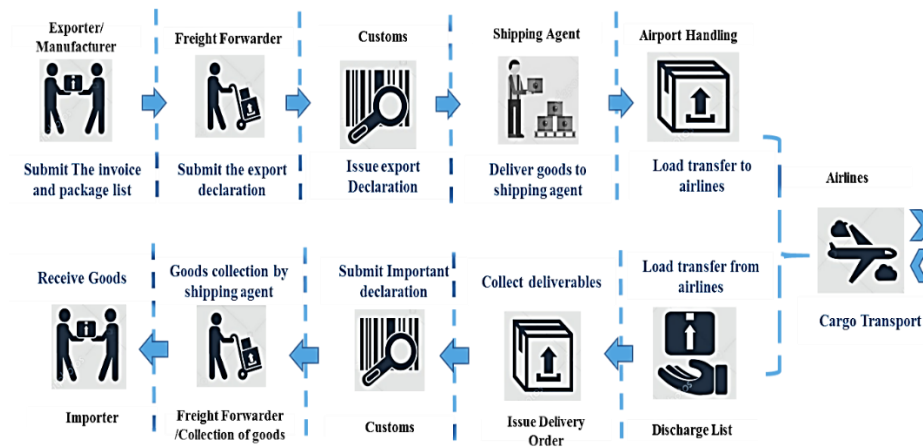 Exporter/
Manufacturer
Freight Forwarder
Customs
Shipping Agent
Airport Handling
Submit The invoice
and package list
Submit the export
declaration
Issue export
Declaration
Deliver goods to
shipping agent
Load transfer to
airlines
Airlines
Cargo Transport
Receive Goods
Goods collection by
shipping agent
Submit Important
declaration
Collect deliverables
Load transfer from
airlines
Importer
Freight Forwarder
/Collection of goods
Customs
Issue Delivery
Order
Discharge List